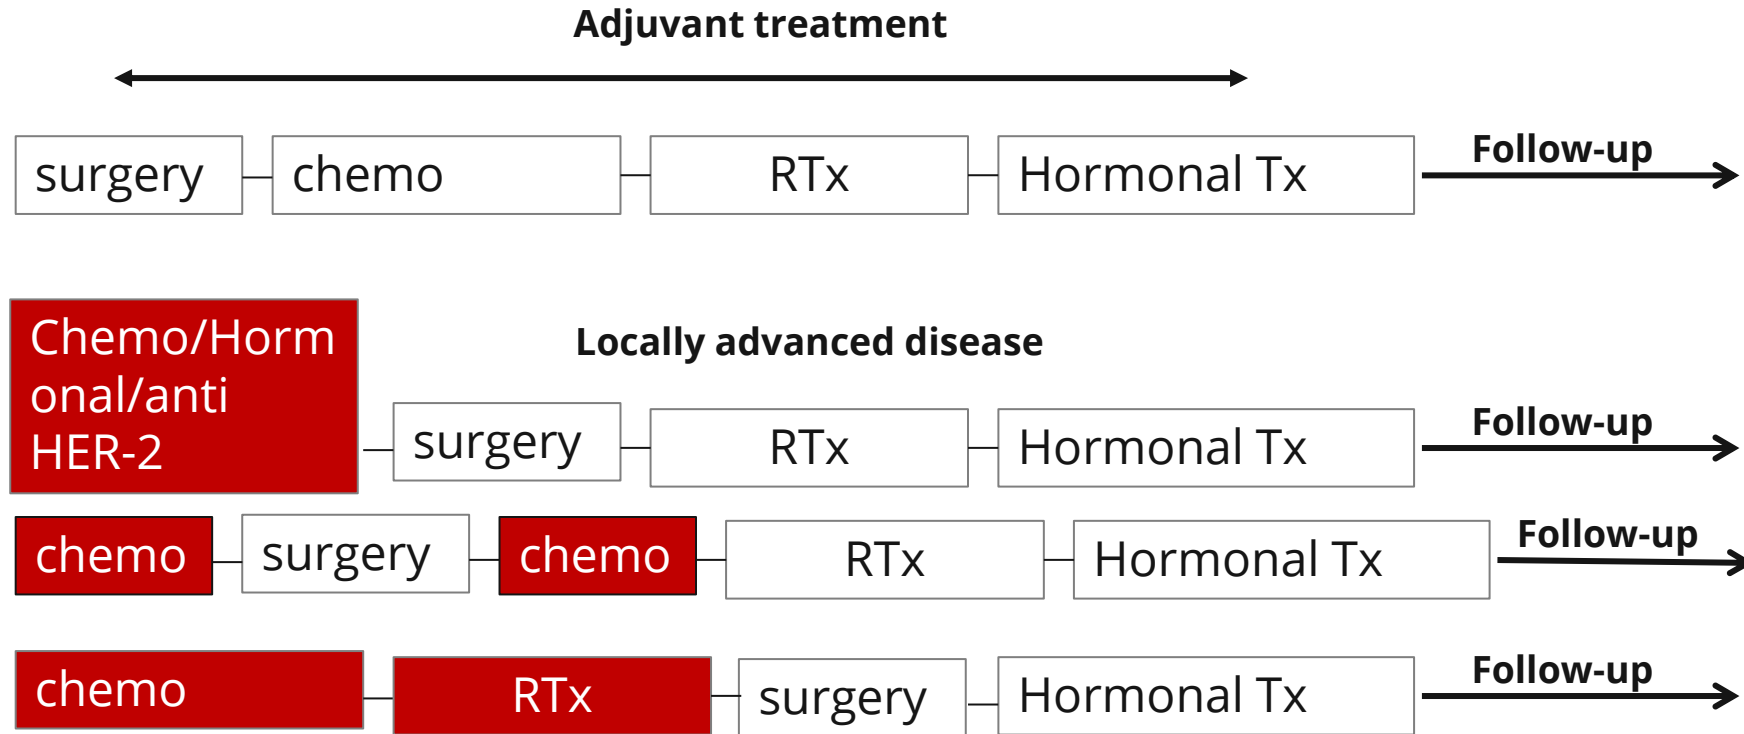 Adjuvant treatment
surgery
chemo
RTx
Hormonal Tx
Follow-up
Chemo/Horm
onal/anti
HER-2
Locally advanced disease
surgery
RTx
Hormonal Tx
Follow-up
chemo
surgery
chemo
RTx
Hormonal Tx
Follow-up
chemo
RTx
surgery
Hormonal Tx
Follow-up